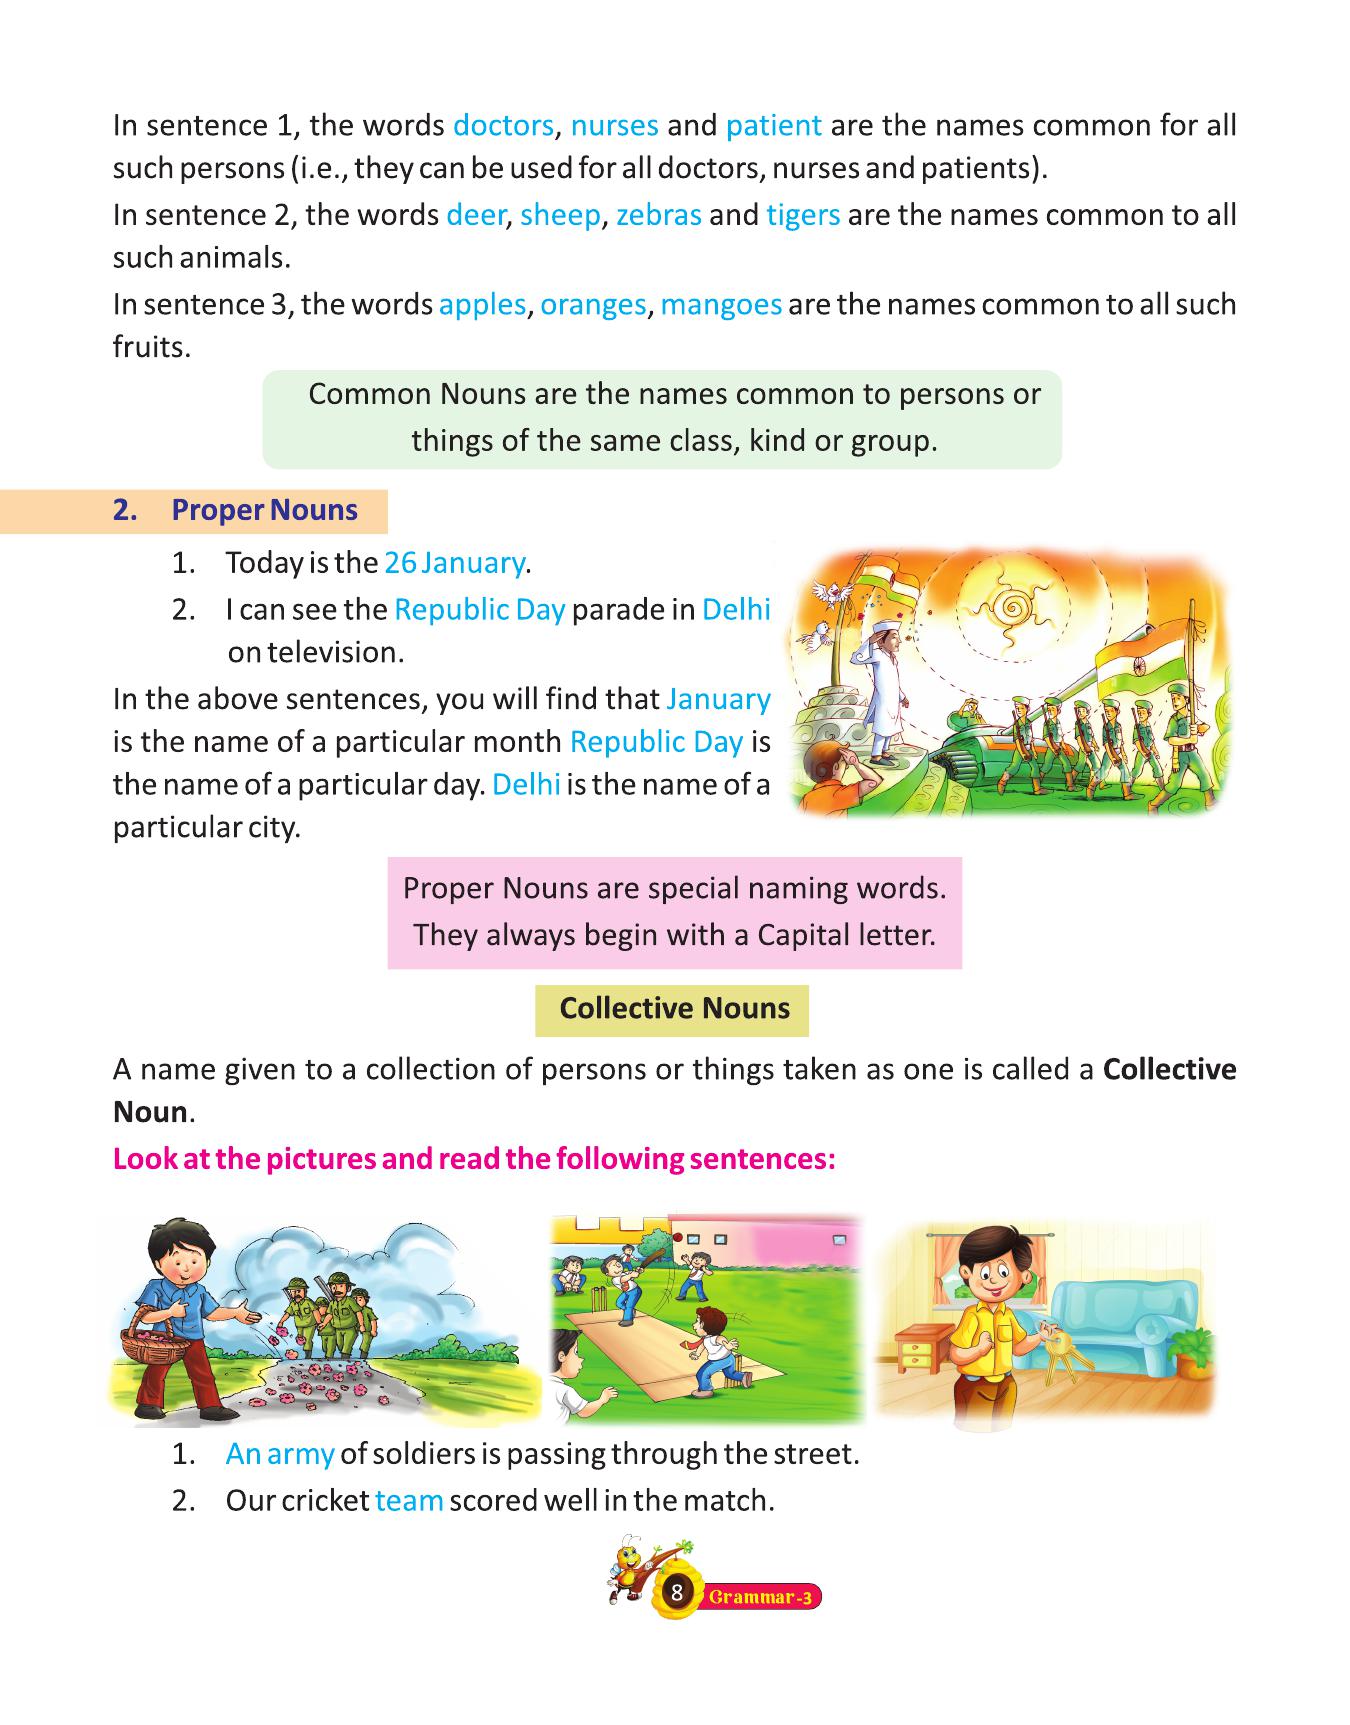 In sentence 1, the words doctors, nurses and patient are the names common for all
such persons (i.e., they can be used for all doctors, nurses and patients).
In sentence 2, the words deer, sheep, zebras and tigers are the names common to all
such animals.
In sentence 3, the words apples, oranges, mangoes are the names common to all such
fruits.
Common Nouns are the names common to persons or
things of the same class, kind or group.
2. Proper Nouns
1. Today is the 26 January.
2. I can see the Republic Day parade in Delhi
on television.
In the above sentences, you will find that January
is the name of a particular month Republic Day is
the name of a particular day. Delhi is the name of a
particular city.
Proper Nouns are special naming words.
They always begin with a Capital letter.
Collective Nouns
A name given to a collection of persons or things taken as one is called a Collective
Noun.
Look at the pictures and read the following sentences:
1. An army of soldiers is passing through the street.
2. Our cricket team scored well in the match.
8 Grammar-3